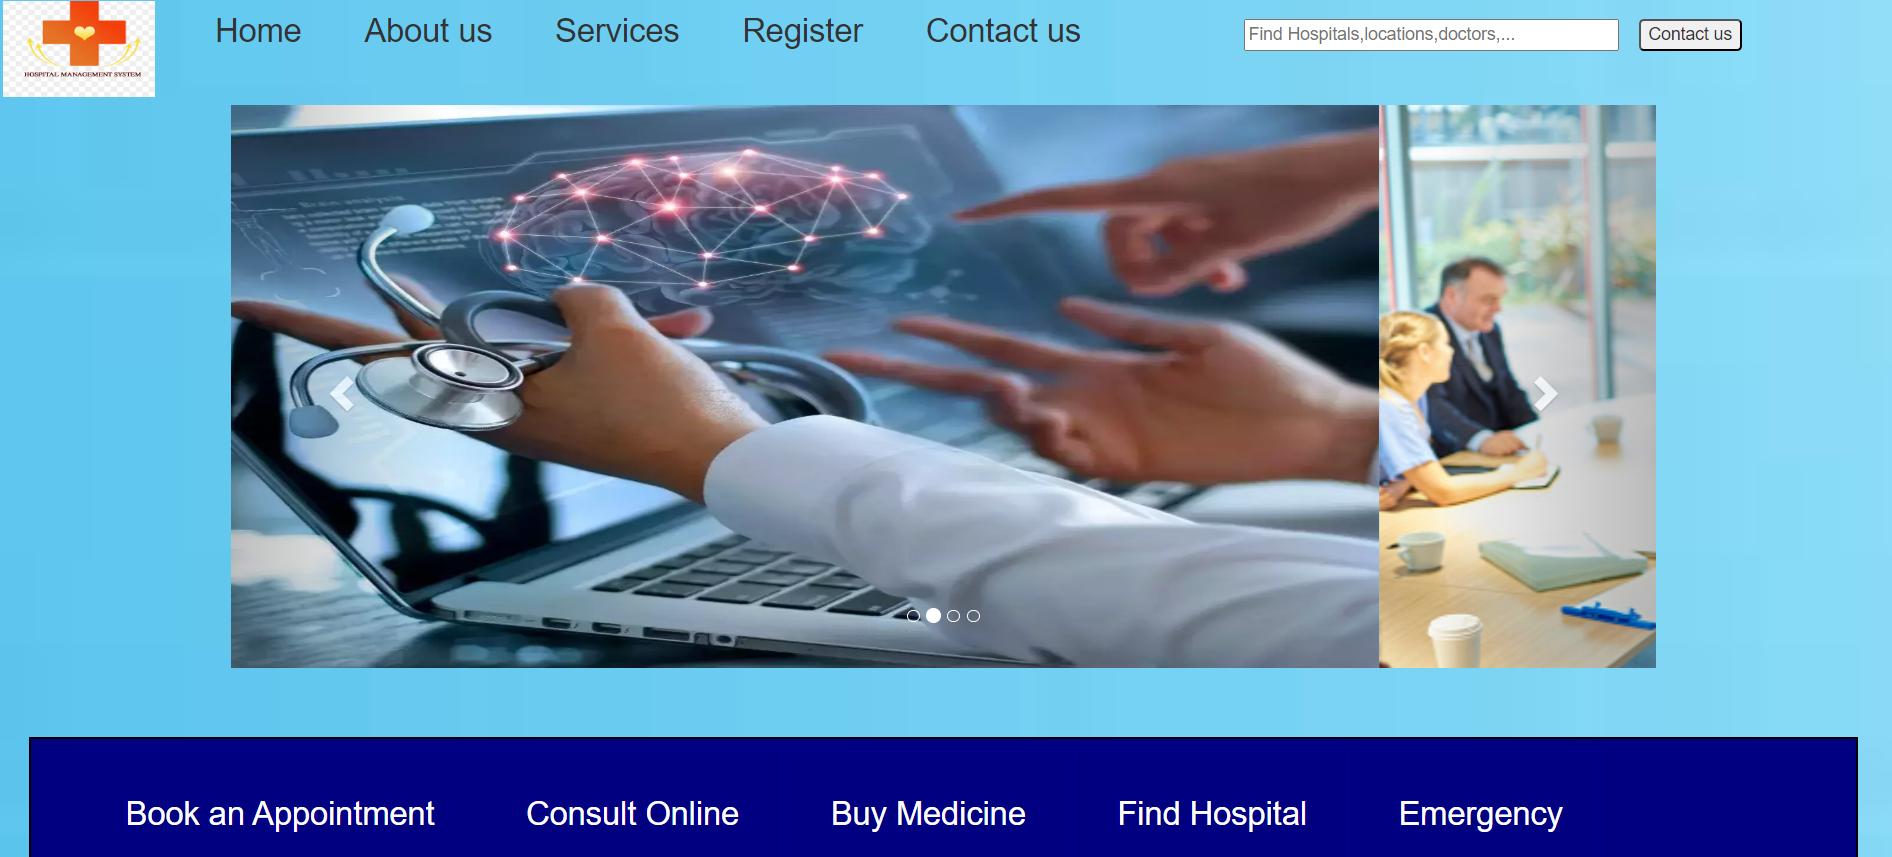 HOSPITAL MANAGEMENT SYSTEM
Home About us Services Register Contact us
Find Hospitals,locations,doctors,...
Contact us
Book an Appointment Consult Online Buy Medicine Find Hospital Emergency